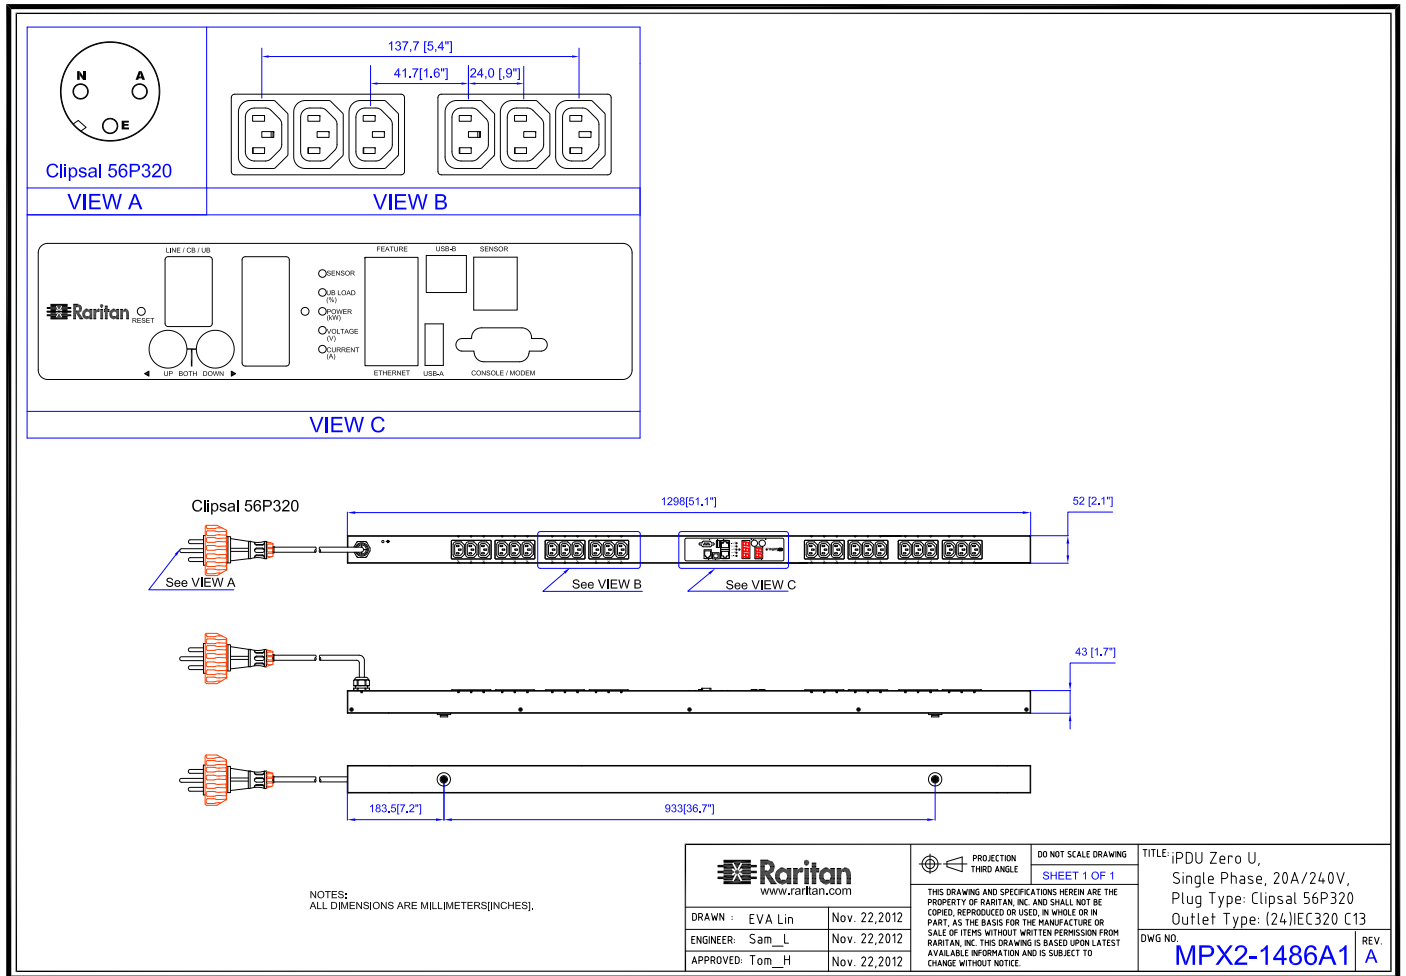 N
A
E
Clipsal 56P320
VIEW A
137,7 [5,4"]
41.7[1.6"]
24,0 [,9"]
VIEW B
LINE / CB / UB
FEATURE
USB-B
SENSOR
Raritan
RESET
SENSOR
UB LOAD
(%)
POWER
(kW)
VOLTAGE
(V)
CURRENT
(A)
UP
BOTH
DOWN
ETHERNET
USB-A
CONSOLE / MODEM
VIEW C
Clipsal 56P320
1298[51.1"]
52 [2.1"]
See VIEW A
See VIEW B
See VIEW C
43 [1.7"]
183.5[7.2"]
933[36.7"]
NOTES:
ALL DIMENSIONS ARE MILLIMETERS[INCHES].
Raritan
www.raritan.com
DRAWN : EVA Lin Nov. 22,2012
ENGINEER: Sam_L Nov. 22,2012
APPROVED: Tom_H Nov. 22,2012
PROJECTION
THIRD ANGLE
DO NOT SCALE DRAWING
SHEET 1 OF 1
THIS DRAWING AND SPECIFICATIONS HEREIN ARE THE
PROPERTY OF RARITAN, INC. AND SHALL NOT BE
COPIED, REPRODUCED OR USED, IN WHOLE OR IN
PART, AS THE BASIS FOR THE MANUFACTURE OR
SALE OF ITEMS WITHOUT WRITTEN PERMISSION FROM
RARITAN, INC. THIS DRAWING IS BASED UPON LATEST
AVAILABLE INFORMATION AND IS SUBJECT TO
CHANGE WITHOUT NOTICE.
TITLE: iPDU Zero U,
Single Phase, 20A/240V,
Plug Type: Clipsal 56P320
Outlet Type: (24)IEC320 C13
DWG NO. MPX2-1486A1
REV. A